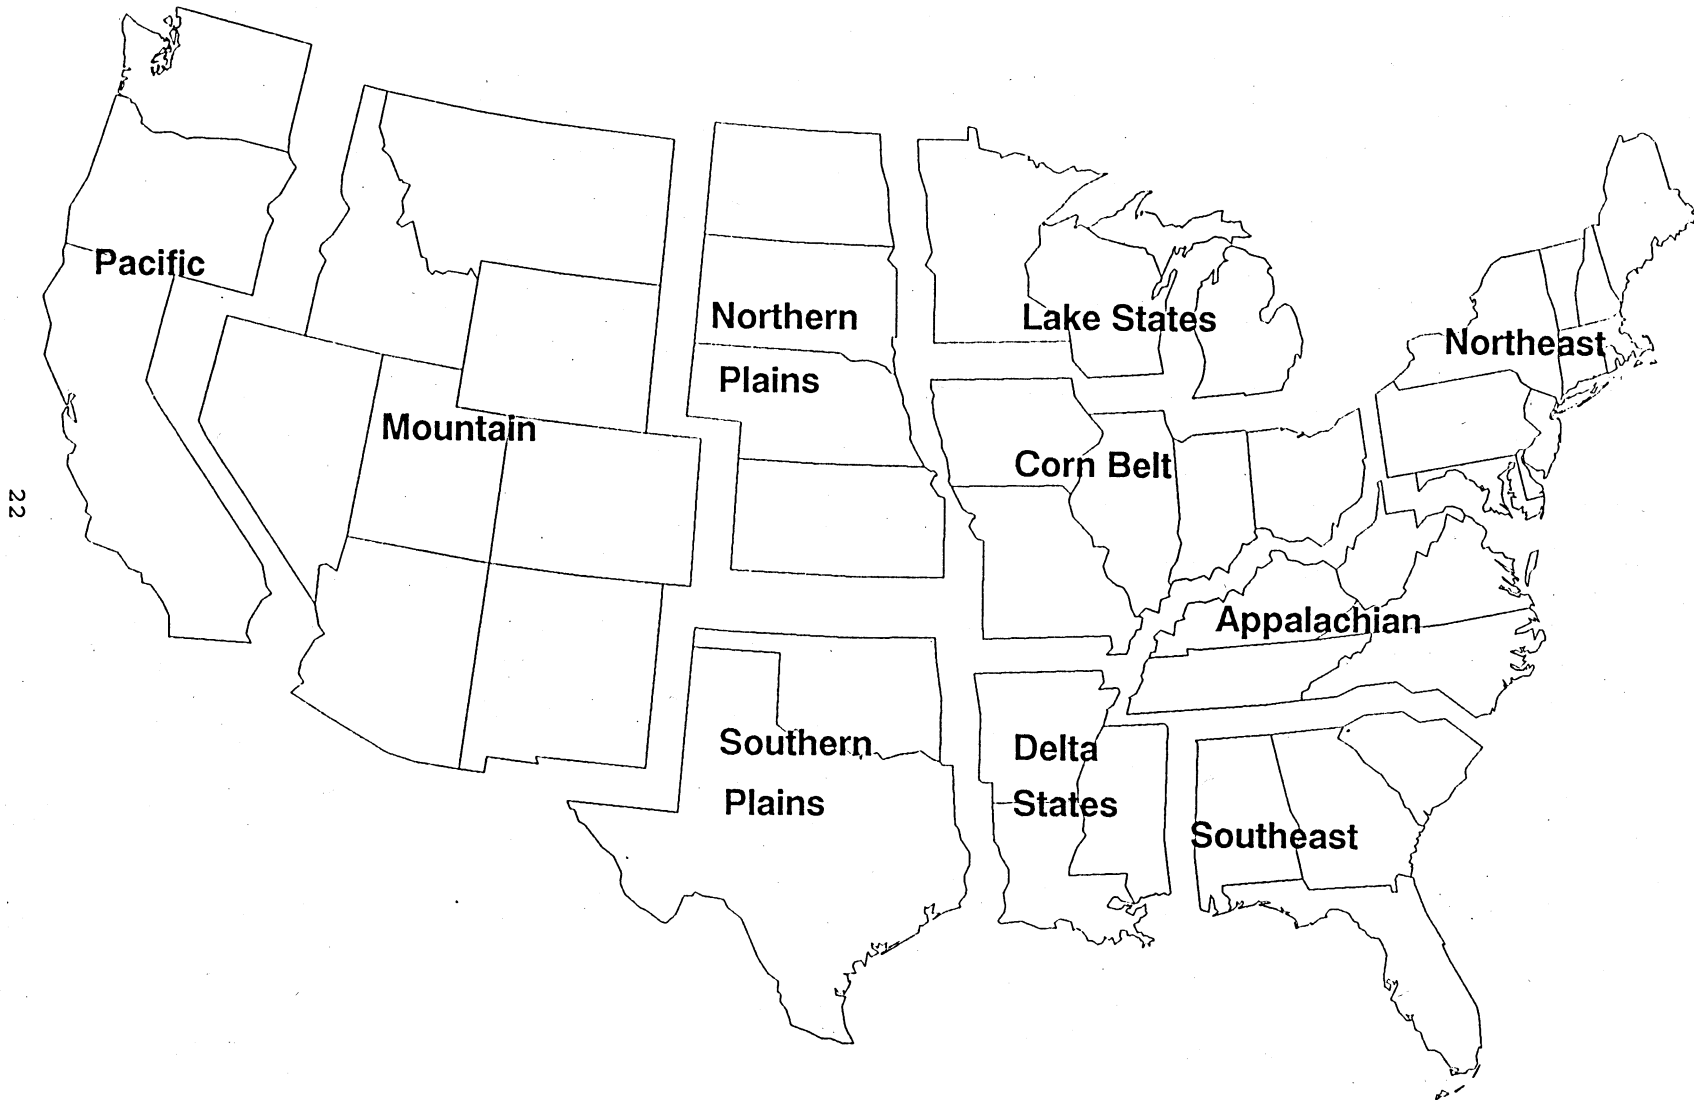 Pacific
Northern
Plains
Lake States
Northeast
Mountain
Corn Belt
22
Appalachian
Southern
Plains
Delta
States
Southeast